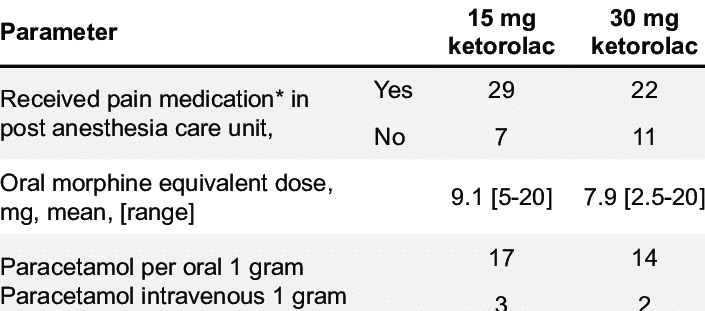 Parameter 15 mg ketorolac 30 mg ketorolac
Received pain medication* in post anesthesia care unit, Yes 29 22
No 7 11
Oral morphine equivalent dose, mg, mean, [range] 9.1 [5-20] 7.9 [2.5-20]
Paracetamol per oral 1 gram 17 14
Paracetamol intravenous 1 gram 3 2